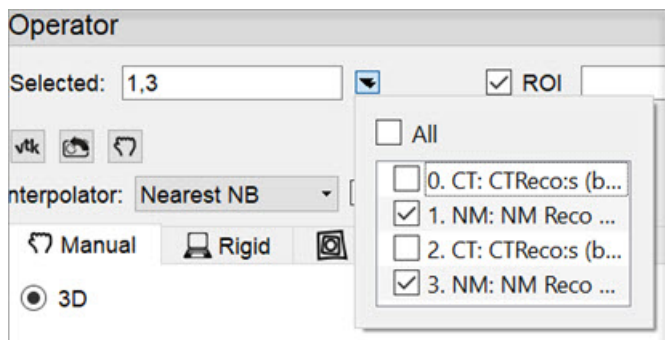 Operator
Selected: 1,3
ROI
All
vtk
0. CT: CTReco:s (b...
nterpolator: Nearest NB
1. NM: NM Reco ...
Manual
Rigid
2. CT: CTReco:s (b...
3. NM: NM Reco ...
3D